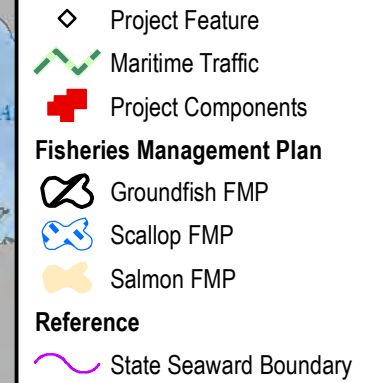 Project Feature
Maritime Traffic
Project Components
Fisheries Management Plan
Groundfish FMP
Scallop FMP
Salmon FMP
Reference
State Seaward Boundary